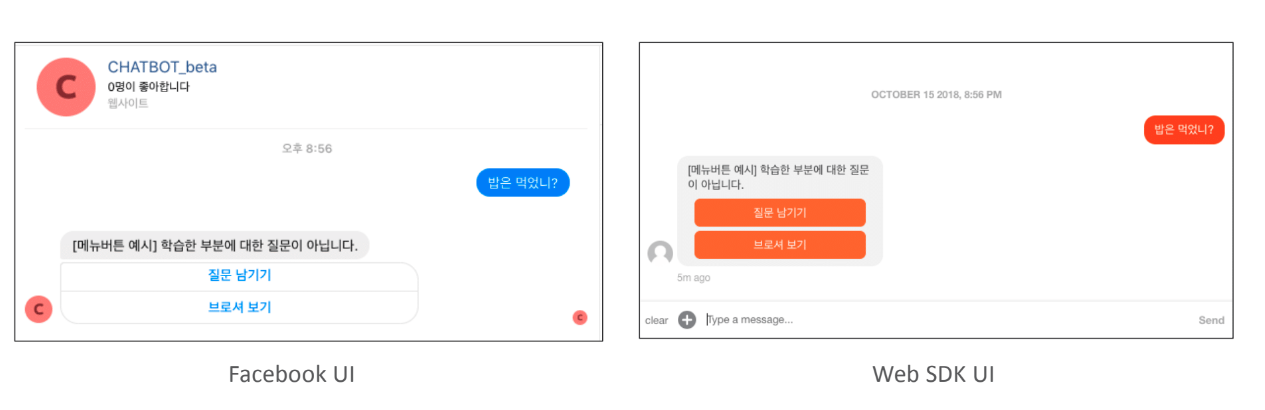 C
CHATBOT_beta
0명이 좋아합니다
웹사이트
오후 8:56
밥은 먹었니?
[메뉴버튼 예시] 학습한 부분에 대한 질문이 아닙니다.
질문 남기기
브로셔 보기
C
C
Facebook UI
OCTOBER 15 2018, 8:56 PM
밥은 먹었니?
[메뉴버튼 예시] 학습한 부분에 대한 질문
이 아닙니다.
질문 남기기
브로셔 보기
5m ago
clear
Type a message...
Send
Web SDK UI